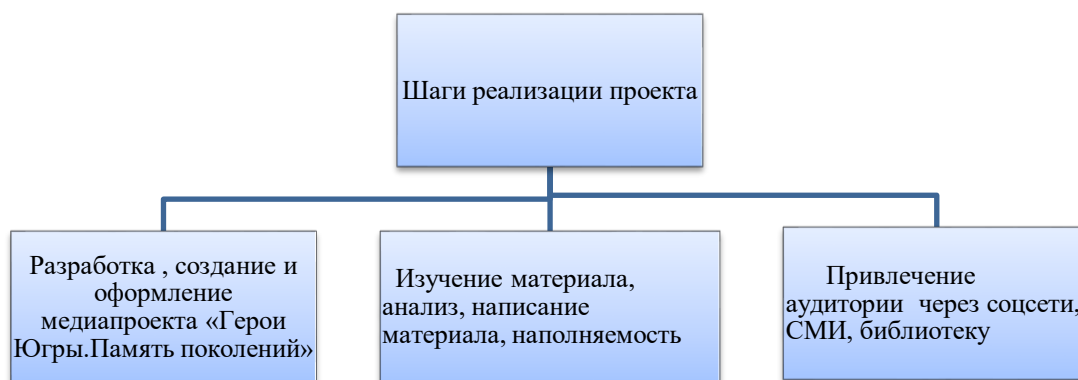 Шаги реализации проекта
Разработка , создание и
оформление
медиапроекта «Герои
Югры.Память поколений»
Изучение материала,
анализ, написание
материала, наполняемость
Привлечение
аудитории через соцсети,
СМИ, библиотеку